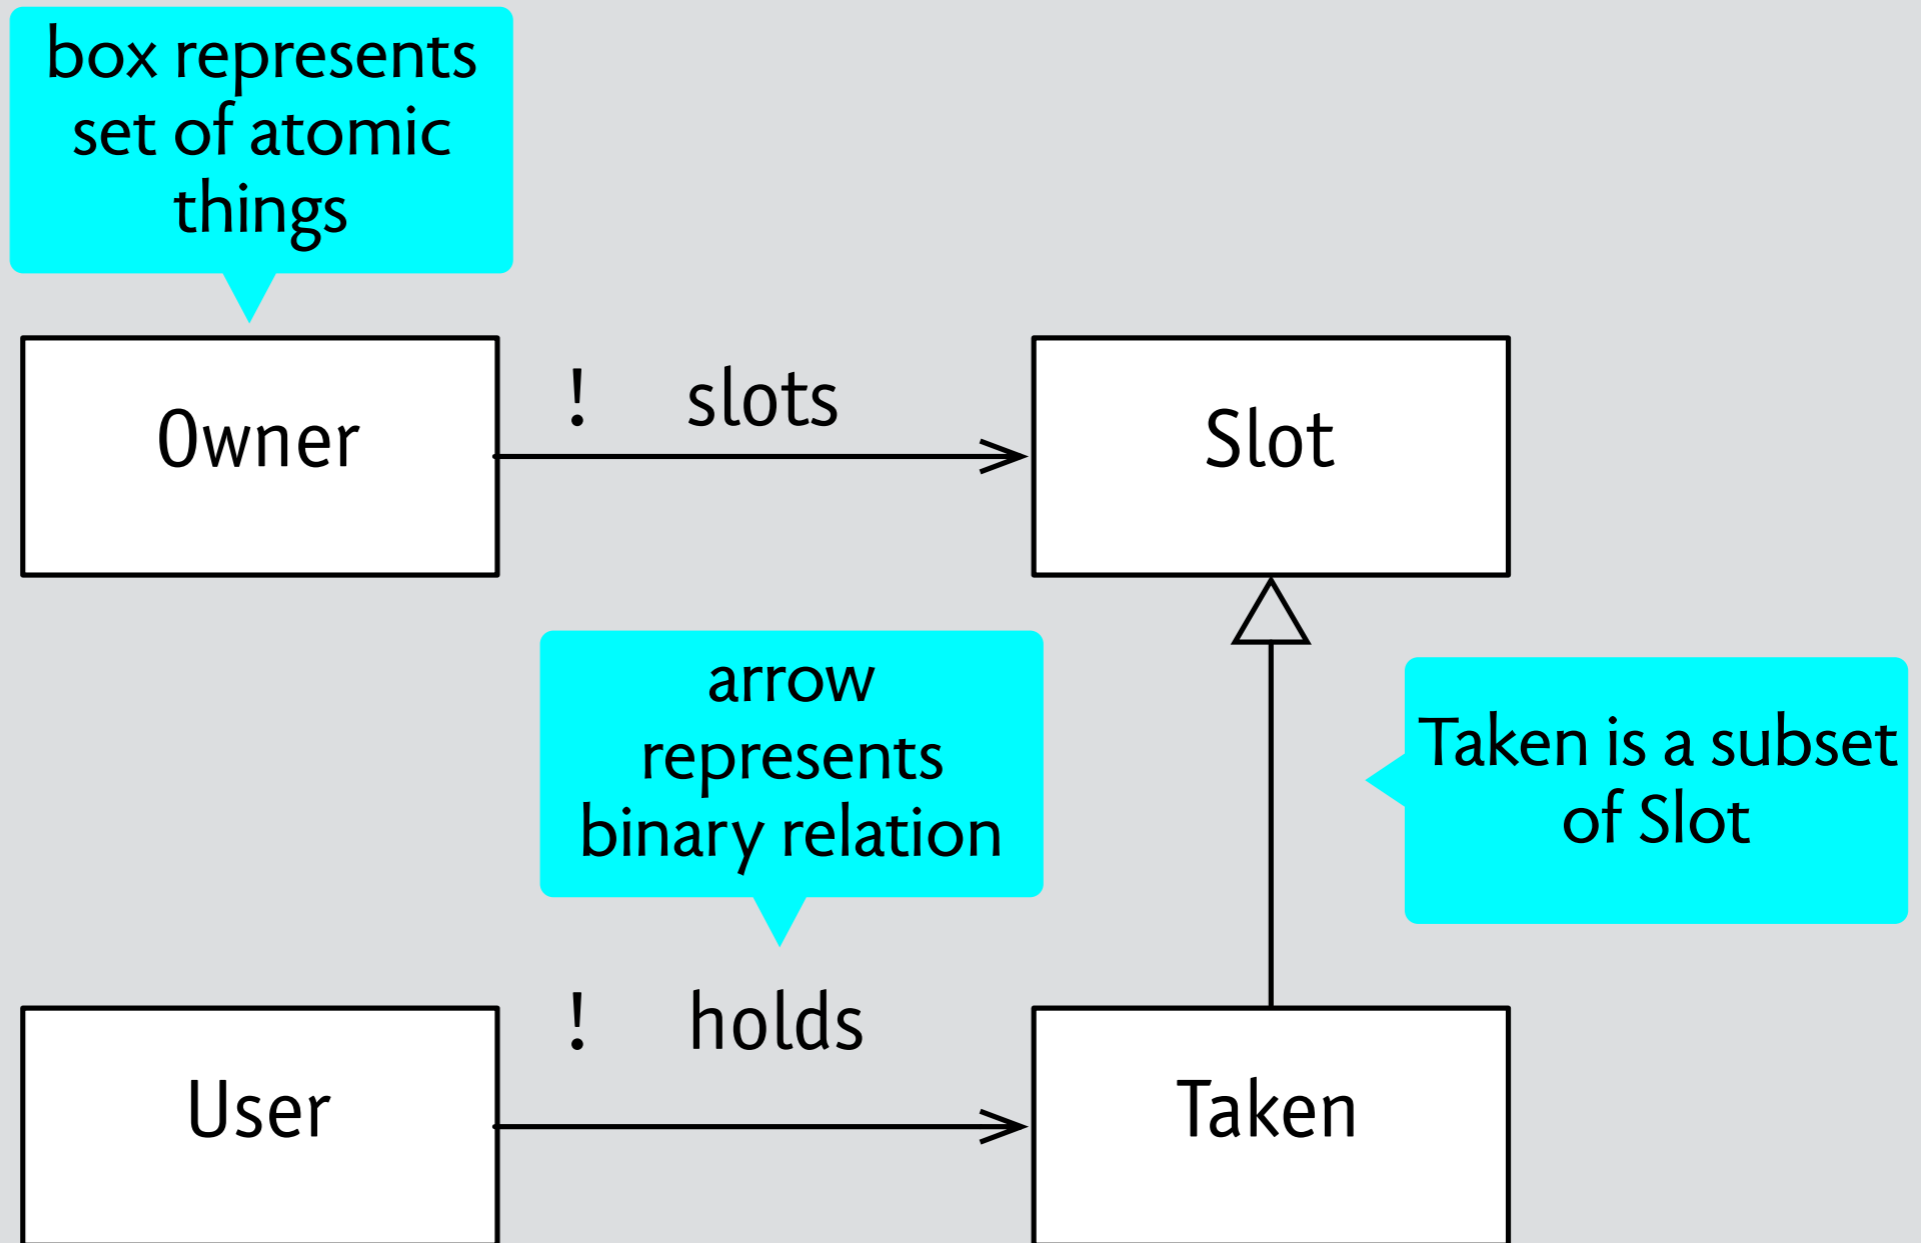 box represents
set of atomic
things
Owner
! slots
Slot
arrow
represents
binary relation
Taken is a subset
of Slot
! holds
User
Taken